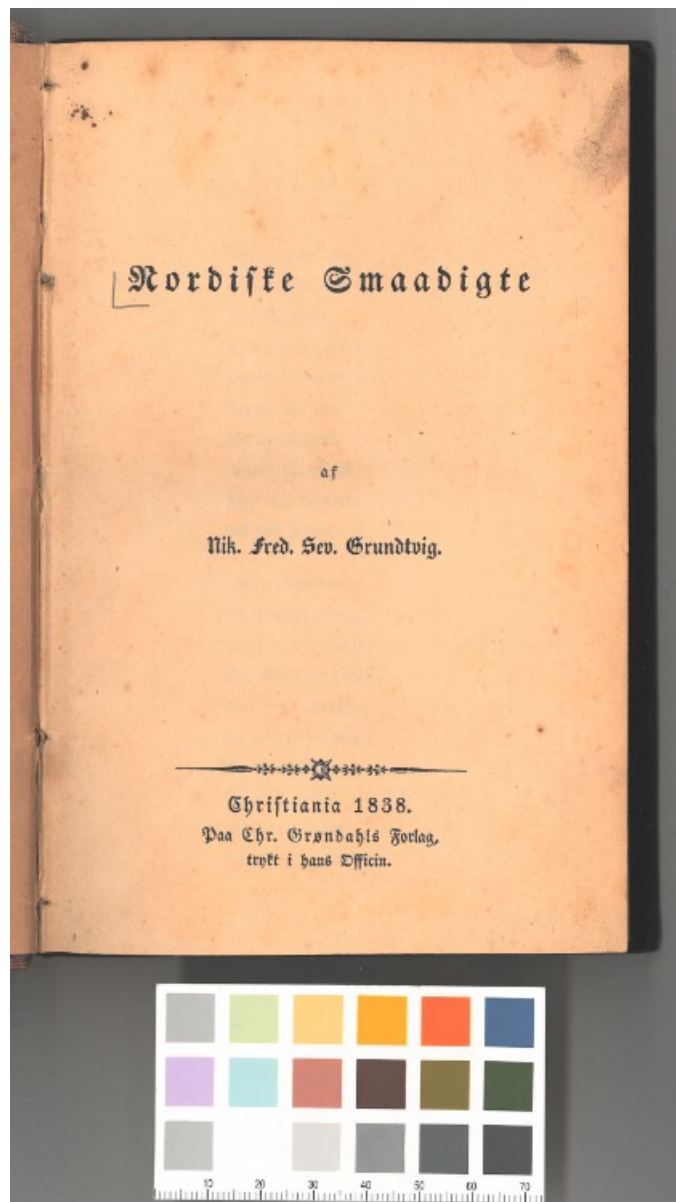 Nordiske Smaadigte
af
Nik. Fred. Sev. Grundtvig.
Christiania 1838.
Paa Chr. Grøndahls Forlag,
trykt i hans Officin.
10 20 30 40 50 60 70